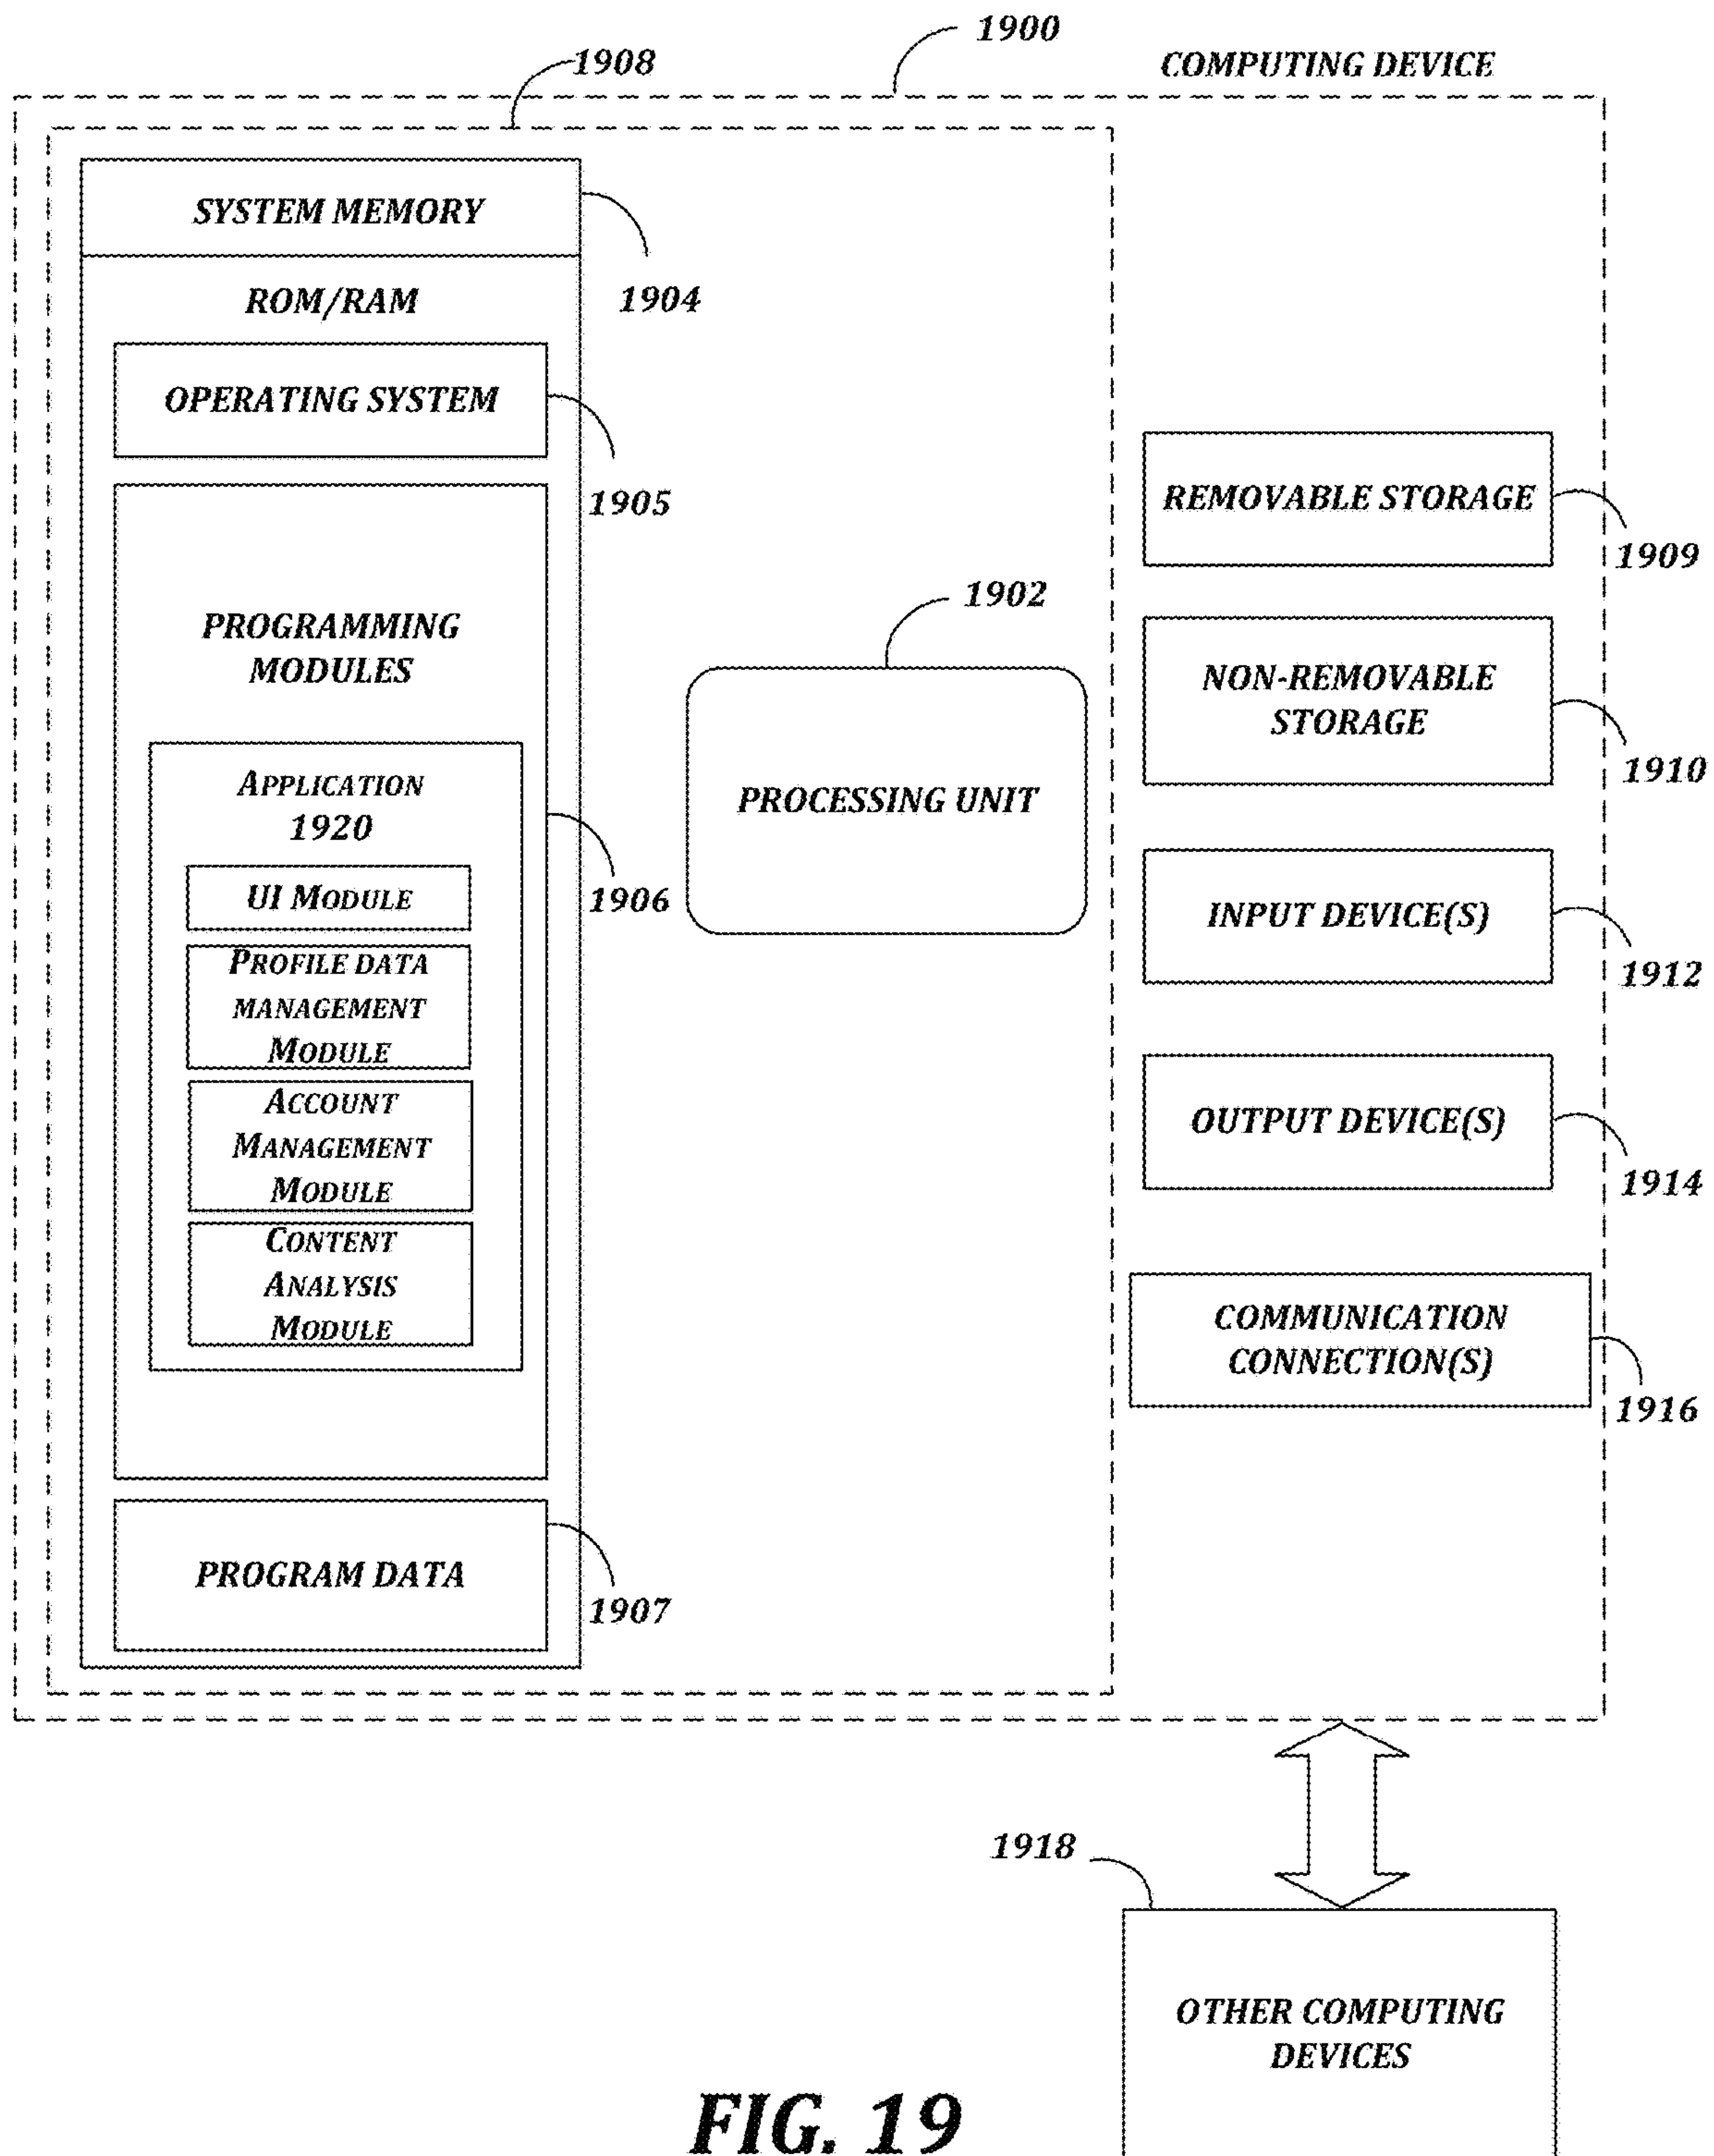 1900
COMPUTING DEVICE
1908
SYSTEM MEMORY
1904
ROM/RAM
OPERATING SYSTEM
1905
PROGRAMMING
MODULES
APPLICATION
1920
UI MODULE
PROFILE DATA
MANAGEMENT
MODULE
ACCOUNT
MANAGEMENT
MODULE
CONTENT
ANALYSIS
MODULE
1906
PROGRAM DATA
1907
1902
PROCESSING UNIT
REMOVABLE STORAGE
1909
NON-REMOVABLE
STORAGE
1910
INPUT DEVICE(S)
1912
OUTPUT DEVICE(S)
1914
COMMUNICATION
CONNECTION(S)
1916
1918
OTHER COMPUTING
DEVICES
FIG. 19